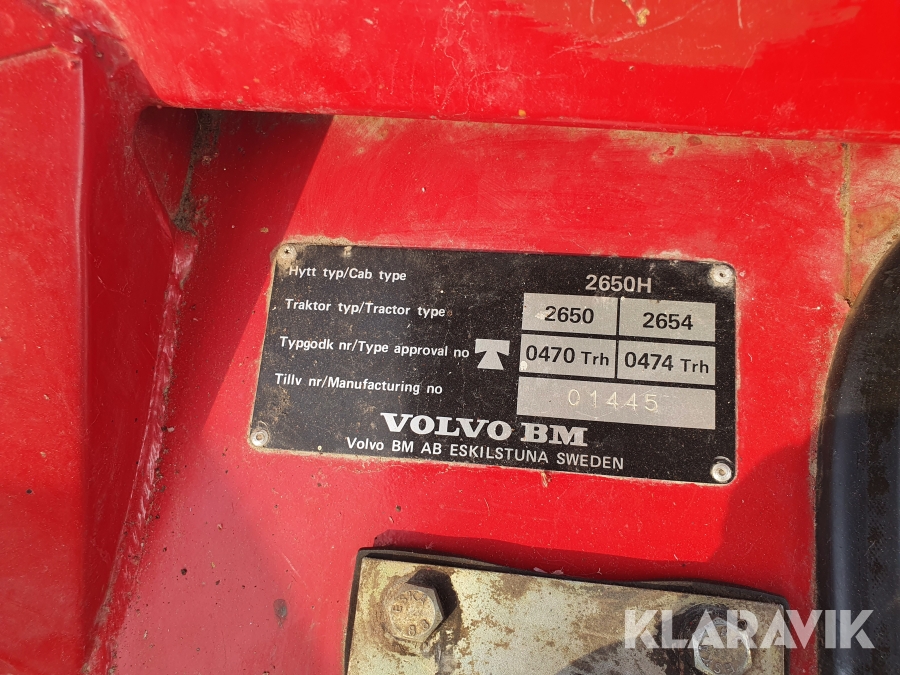 Hytt typ/Cab type 2650H
Traktor typ/Tractor type 2650 2654
Typgodk nr/Type approval no T 0470 Trh 0474 Trh
Tillv nr/Manufacturing no 01445
VOLVO BM
Volvo BM AB ESKILSTUNA SWEDEN
KLARAVIK